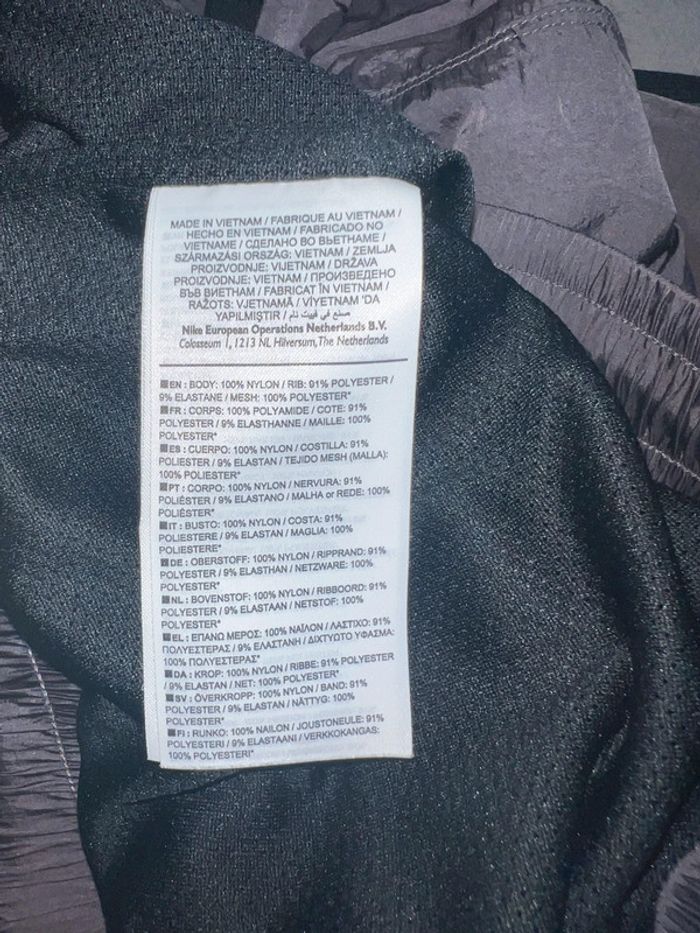 MADE IN VIETNAM / FABRIQUE AU VIETNAM /
HECHO EN VIETNAM / FABRICADO NO
VIETNAME / СДЕЛАНО ВО ВЬЕТНАМЕ /
SZÁRMAZÁSI ORSZÁG: VIETNAM / ZEMLJA
PROIZVODNJE: VIJETNAM / DRŽAVA
PROIZVODNJE: VIETNAM / ПРОИЗВЕДЕНО
ВЪВ ВИЕТНАМ / FABRICAT ÎN VIETNAM /
RAŽOTS: VJETNAMĀ / VİYETNAM 'DA
YAPILMIŞTIR / صنع في فييت نام
Nike European Operations Netherlands B.V.
Colosseum 1, 1213 NL Hilversum, The Netherlands
EN : BODY: 100% NYLON / RIB: 91% POLYESTER /
9% ELASTANE / MESH: 100% POLYESTER*
FR : CORPS: 100% POLYAMIDE / COTE: 91%
POLYESTER / 9% ELASTHANNE / MAILLE: 100%
POLYESTER*
ES : CUERPO: 100% NYLON / COSTILLA: 91%
POLIESTER / 9% ELASTAN / TEJIDO MESH (MALLA):
100% POLIESTER*
PT : CORPO: 100% NYLON / NERVURA: 91%
POLIÉSTER / 9% ELASTANO / MALHA or REDE: 100%
POLIÉSTER*
IT : BUSTO: 100% NYLON / COSTA: 91%
POLIESTERE / 9% ELASTAN / MAGLIA: 100%
POLIESTERE*
DE : OBERSTOFF: 100% NYLON / RIPPRAND: 91%
POLYESTER / 9% ELASTHAN / NETZWARE: 100%
POLYESTER*
NL : BOVENSTOF: 100% NYLON / RIBBOORD: 91%
POLYESTER / 9% ELASTAAN / NETSTOF: 100%
POLYESTER*
EL : ΕΠΑΝΩ ΜΕΡΟΣ: 100% ΝΑΪΛΟΝ / ΛΑΣΤΙΧΟ: 91%
ΠΟΛΥΕΣΤΕΡΑΣ / 9% ΕΛΑΣΤΑΝΗ / ΔΙΧΤΥΩΤΟ ΥΦΑΣΜΑ:
100% ΠΟΛΥΕΣΤΕΡΑΣ*
DA : KROP: 100% NYLON / RIBBE: 91% POLYESTER
/ 9% ELASTAN / NET: 100% POLYESTER*
SV : ÖVERKROPP: 100% NYLON / BAND: 91%
POLYESTER / 9% ELASTAN / NÄTTYG: 100%
POLYESTER*
FI : RUNKO: 100% NAILON / JOUSTONEULE: 91%
POLYESTERI / 9% ELASTAANI / VERKKOKANGAS:
100% POLYESTERI*